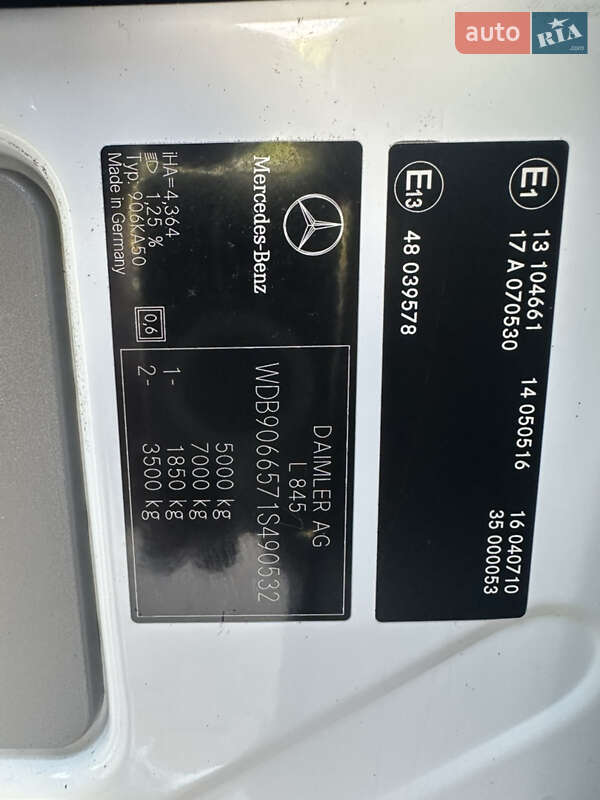 auto RIA .com
Mercedes-Benz
iHA=4,364
1,25 %
Typ: 906KA50
Made in Germany
0,6
DAIMLER AG
L 845
WDB9066571S490532
5000 kg
7000 kg
1- 1850 kg
2- 3500 kg
E1 13 104661 14 050516 16 040710
17 A 070530 35 000053
E13 48 039578